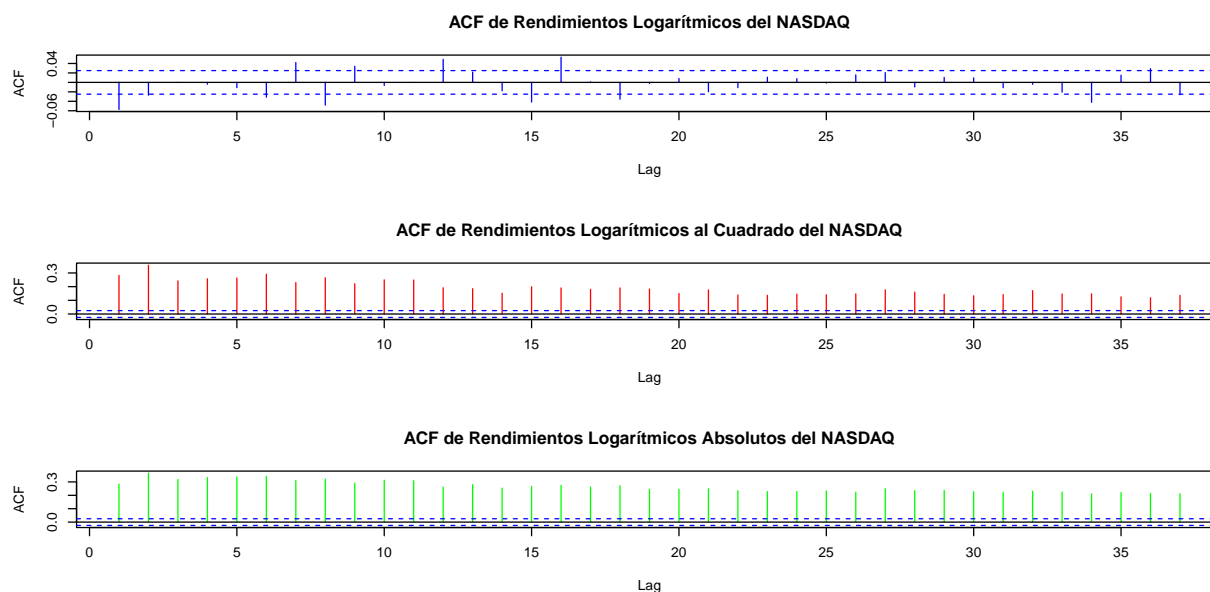 ACF de Rendimientos Logarítmicos del NASDAQ
ACF
0.04
−0.06
0 5 10 15 20 25 30 35
Lag
ACF de Rendimientos Logarítmicos al Cuadrado del NASDAQ
ACF
0.3
0.0
0 5 10 15 20 25 30 35
Lag
ACF de Rendimientos Logarítmicos Absolutos del NASDAQ
ACF
0.3
0.0
0 5 10 15 20 25 30 35
Lag